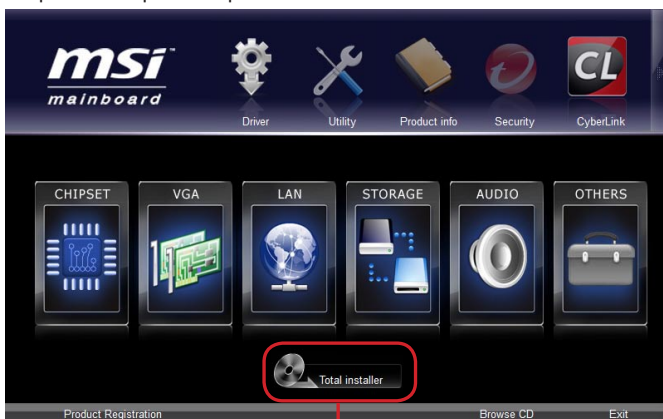 msi
mainboard
Driver Utility Product info Security CyberLink
CL
CHIPSET VGA LAN STORAGE AUDIO OTHERS
Total installer
Product Registration Browse CD Exit